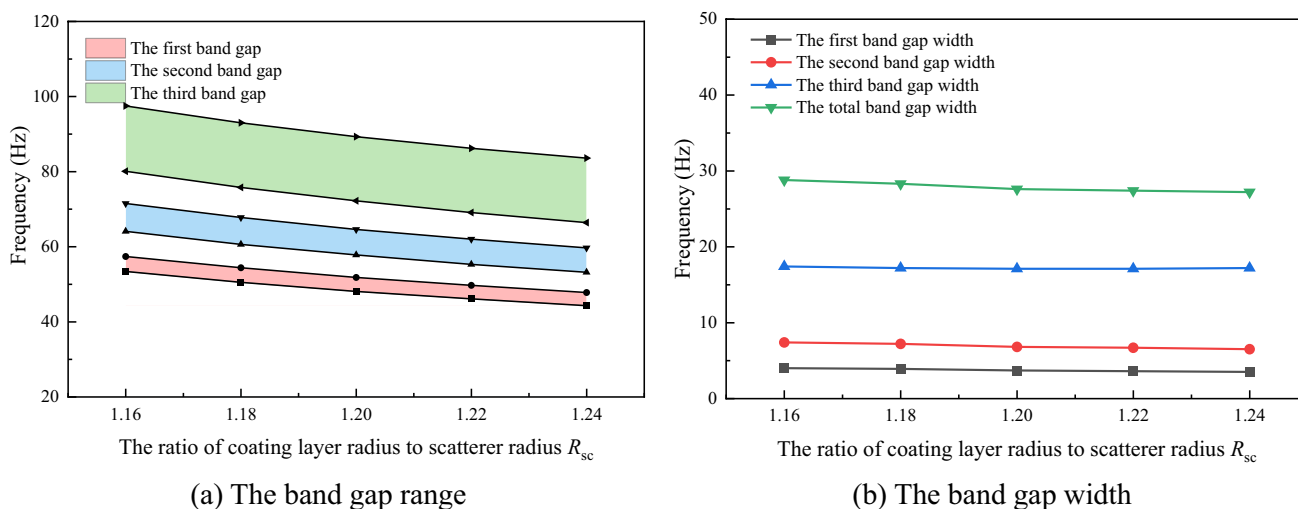 120
100
80
60
40
20
Frequency (Hz)
The first band gap
The second band gap
The third band gap
1.16 1.18 1.20 1.22 1.24
The ratio of coating layer radius to scatterer radius Rsc
(a) The band gap range
50
40
30
20
10
0
Frequency (Hz)
The first band gap width
The second band gap width
The third band gap width
The total band gap width
1.16 1.18 1.20 1.22 1.24
The ratio of coating layer radius to scatterer radius Rsc
(b) The band gap width